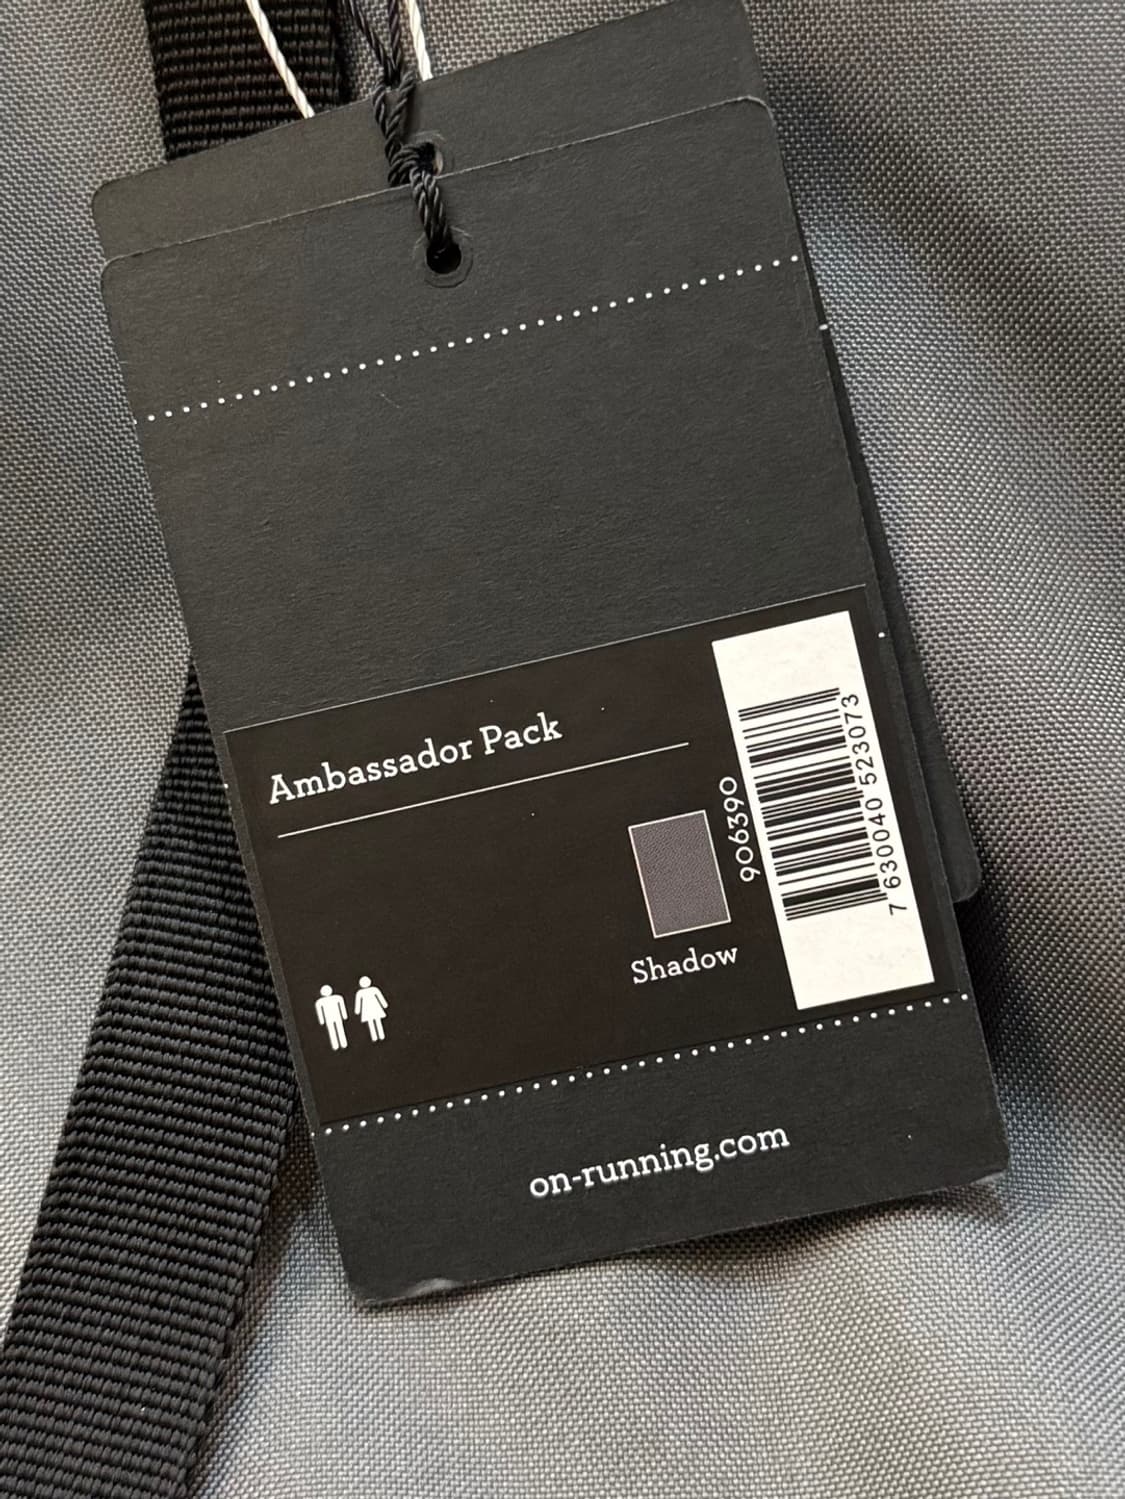 Ambassador Pack
Shadow
906390
7 630040 523073
on-running.com